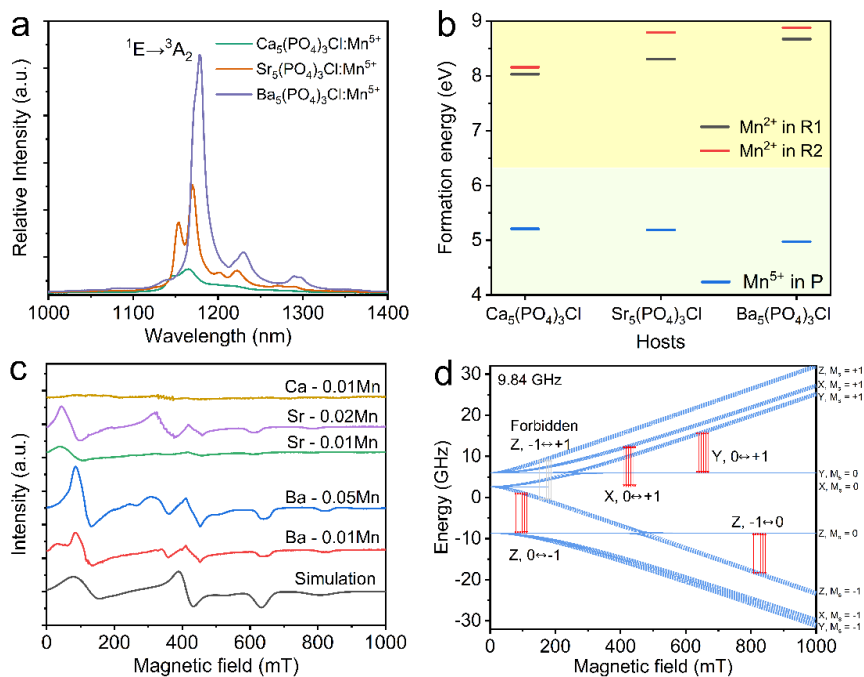 a
¹E→³A₂
Ca₅(PO₄)₃Cl:Mn⁵⁺
Sr₅(PO₄)₃Cl:Mn⁵⁺
Ba₅(PO₄)₃Cl:Mn⁵⁺
Relative Intensity (a.u.)
1000 1100 1200 1300 1400
Wavelength (nm)
b
9
8
7
6
5
4
Formation energy (eV)
Mn²⁺ in R1
Mn²⁺ in R2
Mn⁵⁺ in P
Ca₅(PO₄)₃Cl Sr₅(PO₄)₃Cl Ba₅(PO₄)₃Cl
Hosts
c
Ca - 0.01Mn
Sr - 0.02Mn
Sr - 0.01Mn
Ba - 0.05Mn
Ba - 0.01Mn
Simulation
Intensity (a.u.)
0 200 400 600 800 1000
Magnetic field (mT)
d
9.84 GHz
30
20
10
0
-10
-20
-30
Energy (GHz)
Forbidden
Z, -1↔+1
X, 0↔+1
Y, 0↔+1
Z, 0↔-1
Z, -1↔0
Z, Mₛ = +1
X, Mₛ = +1
Y, Mₛ = +1
Y, Mₛ = 0
X, Mₛ = 0
Z, Mₛ = 0
Z, Mₛ = -1
X, Mₛ = -1
Y, Mₛ = -1
0 200 400 600 800 1000
Magnetic field (mT)